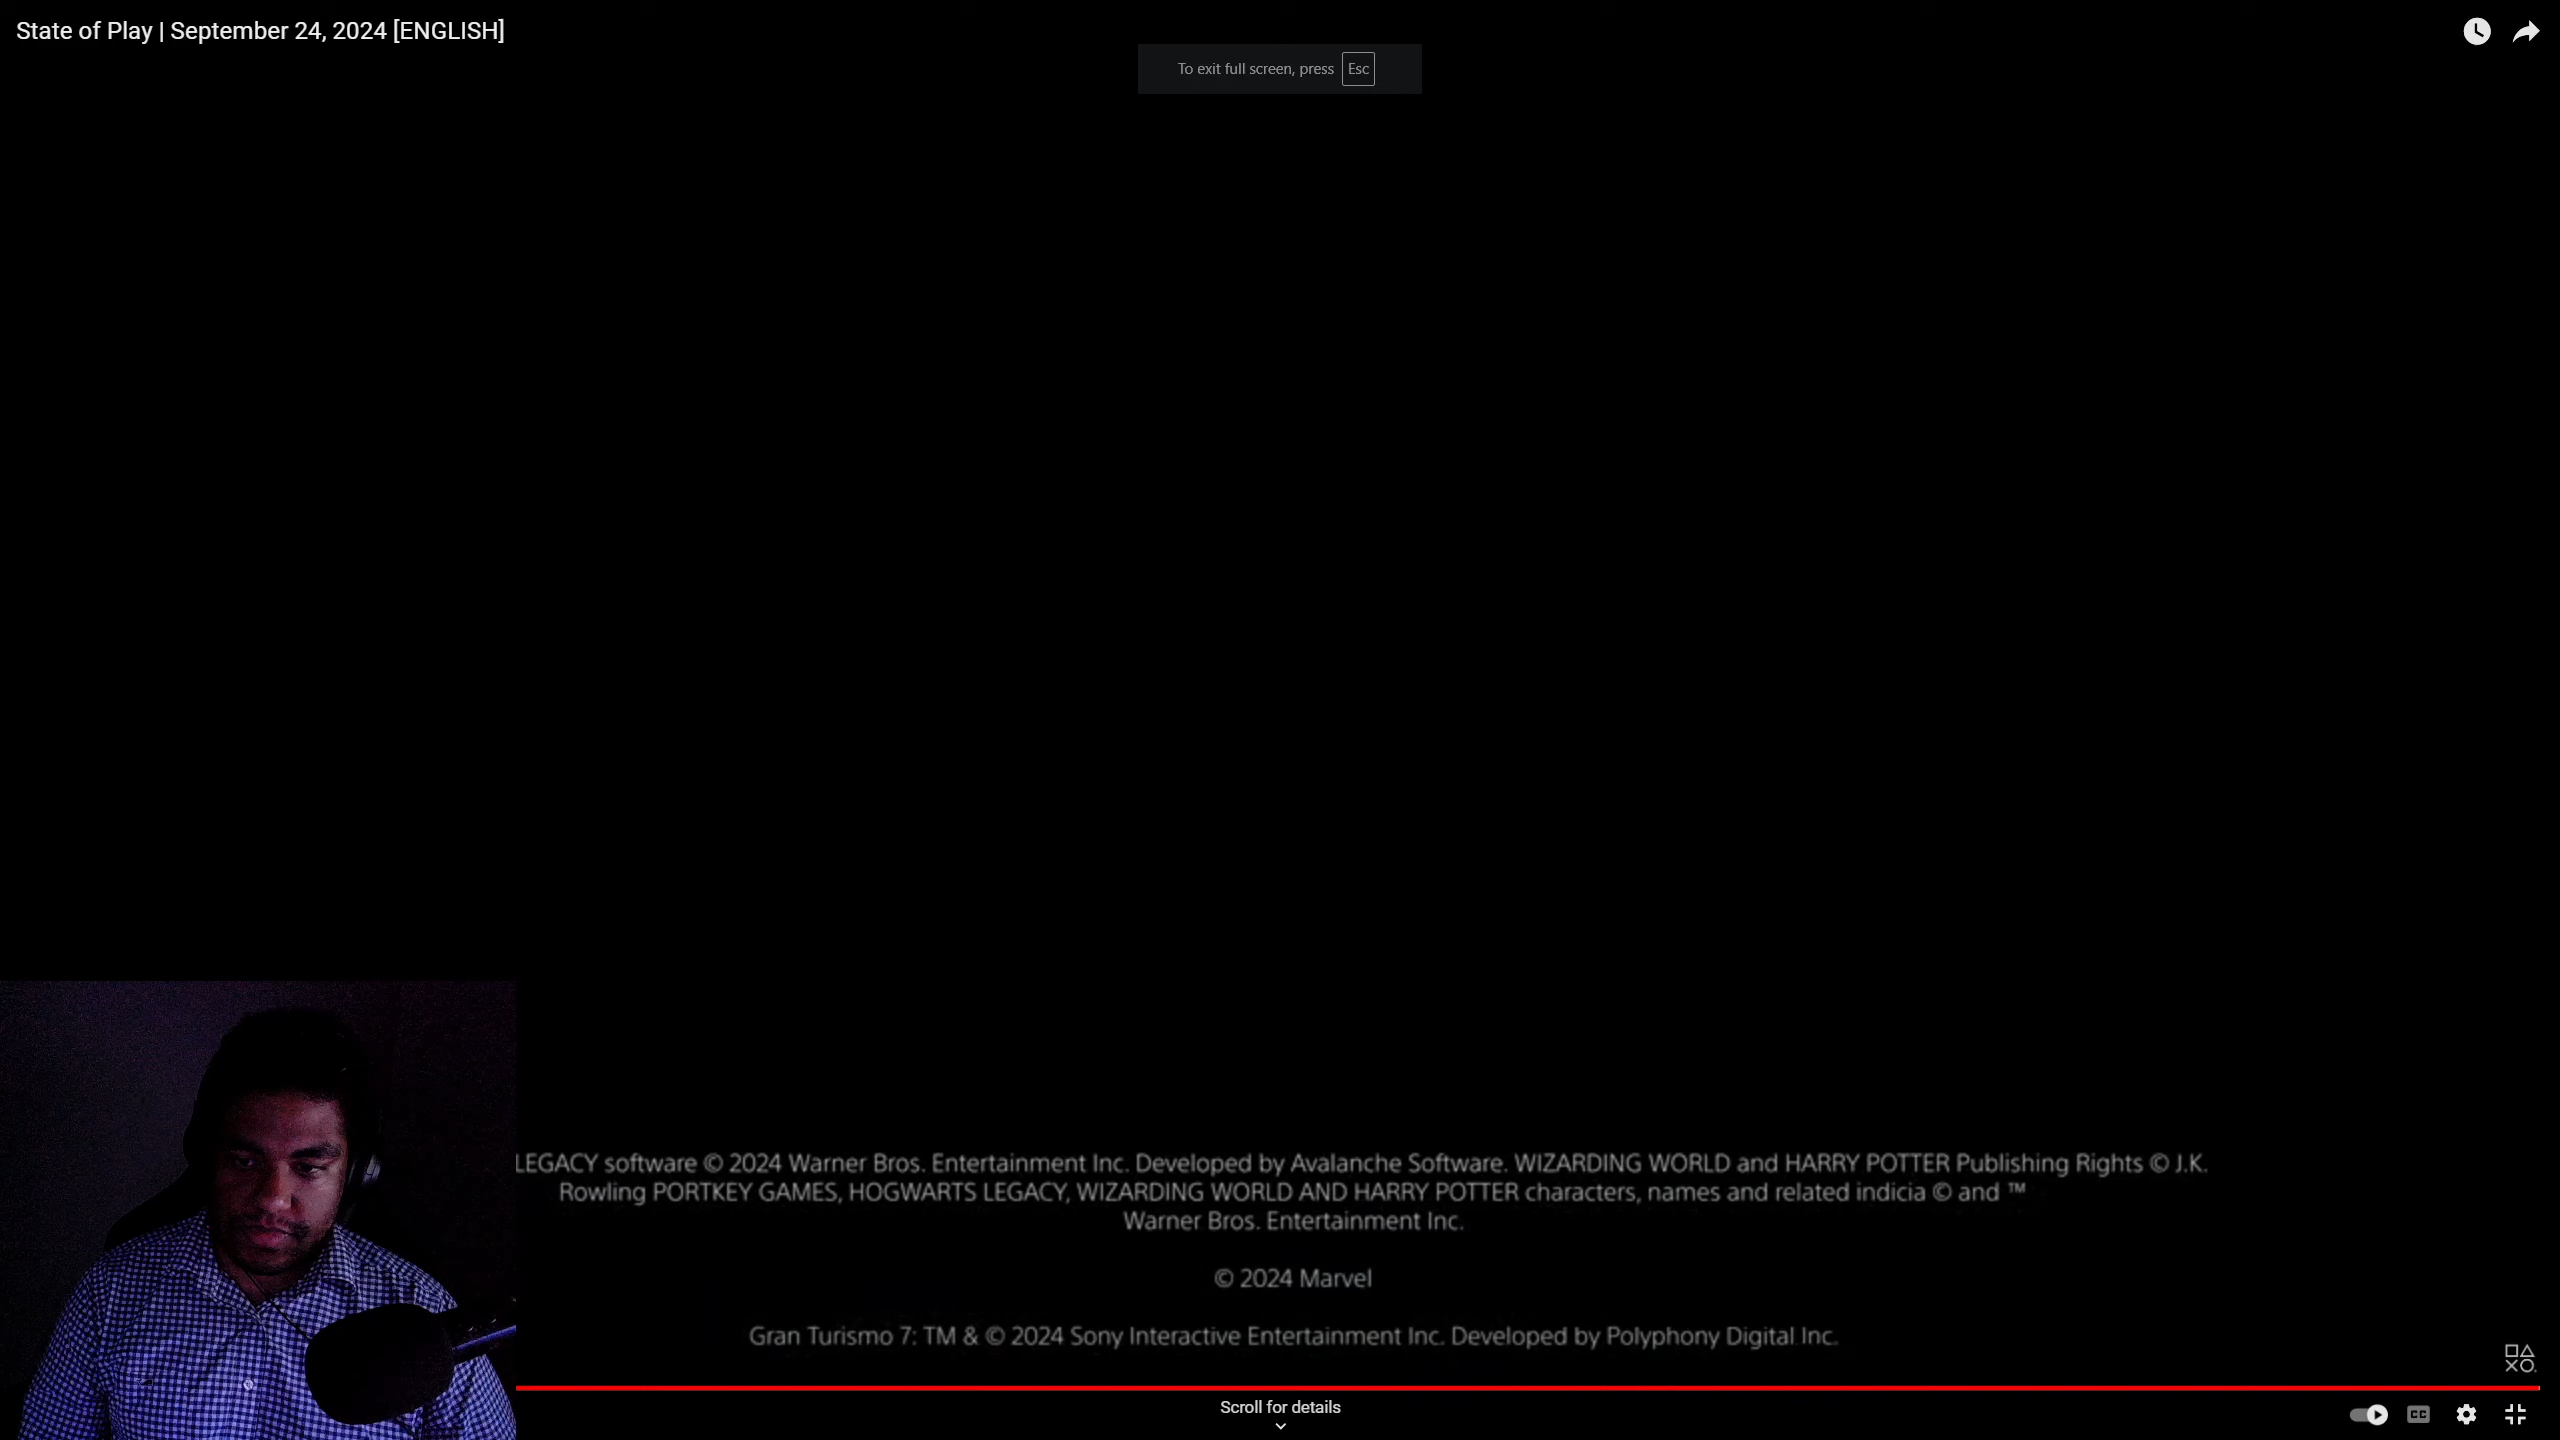 State of Play | September 24, 2024 [ENGLISH]
To exit full screen, press Esc
LEGACY software © 2024 Warner Bros. Entertainment Inc. Developed by Avalanche Software. WIZARDING WORLD and HARRY POTTER Publishing Rights © J.K.
Rowling PORTKEY GAMES, HOGWARTS LEGACY, WIZARDING WORLD AND HARRY POTTER characters, names and related indicia © and ™
Warner Bros. Entertainment Inc.
© 2024 Marvel
Gran Turismo 7: TM & © 2024 Sony Interactive Entertainment Inc. Developed by Polyphony Digital Inc.
Scroll for details
CC